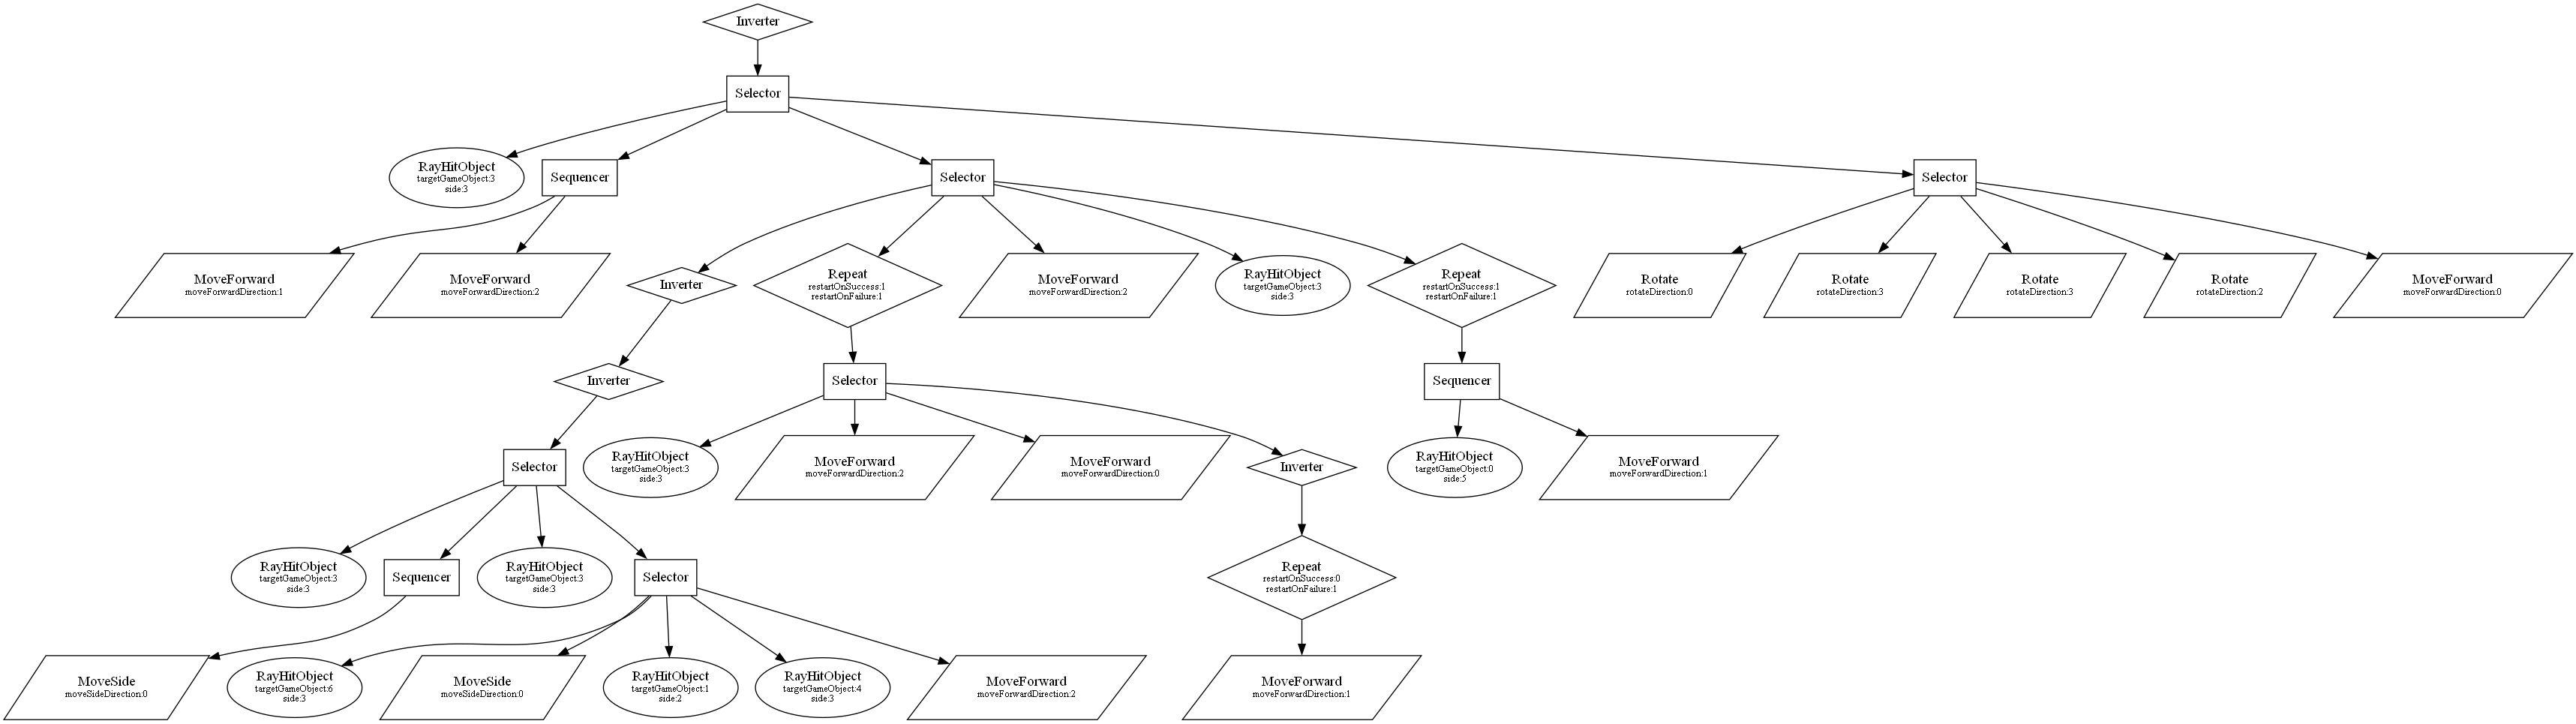 Inverter
Selector
RayHitObject
targetGameObject:3
side:3
Sequencer
Selector
Selector
MoveForward
moveForwardDirection:1
MoveForward
moveForwardDirection:2
Inverter
Repeat
restartOnSuccess:1
restartOnFailure:1
MoveForward
moveForwardDirection:2
RayHitObject
targetGameObject:3
side:3
Repeat
restartOnSuccess:1
restartOnFailure:1
Rotate
rotateDirection:0
Rotate
rotateDirection:3
Rotate
rotateDirection:3
Rotate
rotateDirection:2
MoveForward
moveForwardDirection:0
Inverter
Selector
Sequencer
Selector
RayHitObject
targetGameObject:3
side:3
MoveForward
moveForwardDirection:2
MoveForward
moveForwardDirection:0
Inverter
RayHitObject
targetGameObject:0
side:5
MoveForward
moveForwardDirection:1
RayHitObject
targetGameObject:3
side:3
Sequencer
RayHitObject
targetGameObject:3
side:3
Selector
Repeat
restartOnSuccess:0
restartOnFailure:1
MoveSide
moveSideDirection:0
RayHitObject
targetGameObject:6
side:3
MoveSide
moveSideDirection:0
RayHitObject
targetGameObject:1
side:2
RayHitObject
targetGameObject:4
side:3
MoveForward
moveForwardDirection:2
MoveForward
moveForwardDirection:1